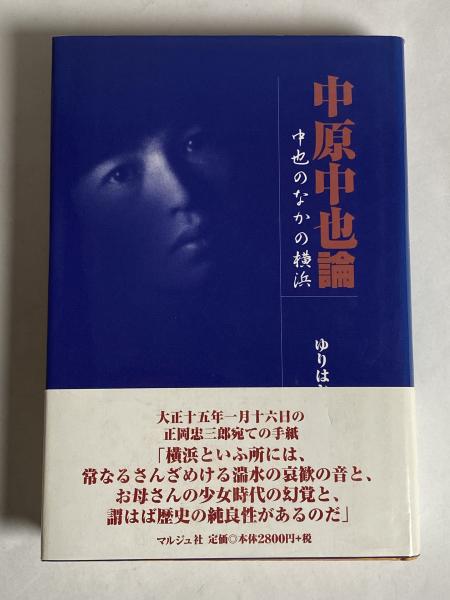 中原中也論
中也のなかの横浜
ゆりは
大正十五年一月十六日の
正岡忠三郎宛ての手紙
「横浜といふ所には、
常なるさんざめける湍水の哀歓の音と、
お母さんの少女時代の幻覚と、
謂はば歴史の純良性があるのだ」
マルジュ社 定価◎本体2800円+税